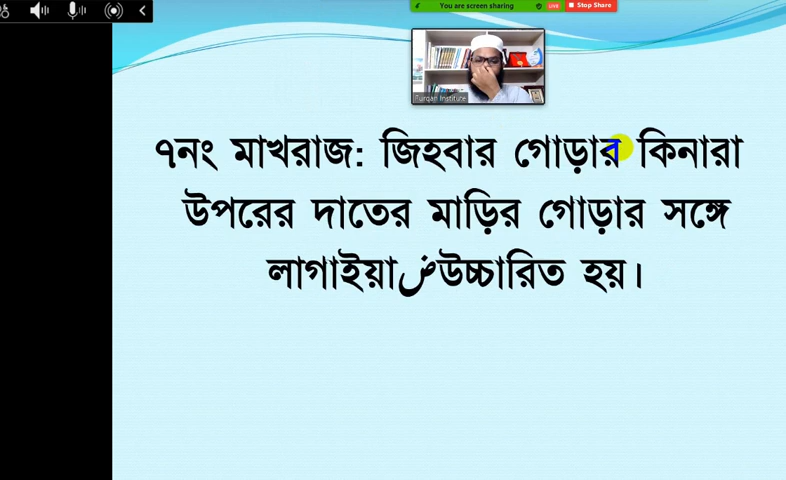 You are screen sharing
LIVE
Stop Share
Furqan Institute
৭নং মাখরাজ: জিহবার গোড়ার কিনারা
উপরের দাতের মাড়ির গোড়ার সঙ্গে
লাগাইয়া ض উচ্চারিত হয়।